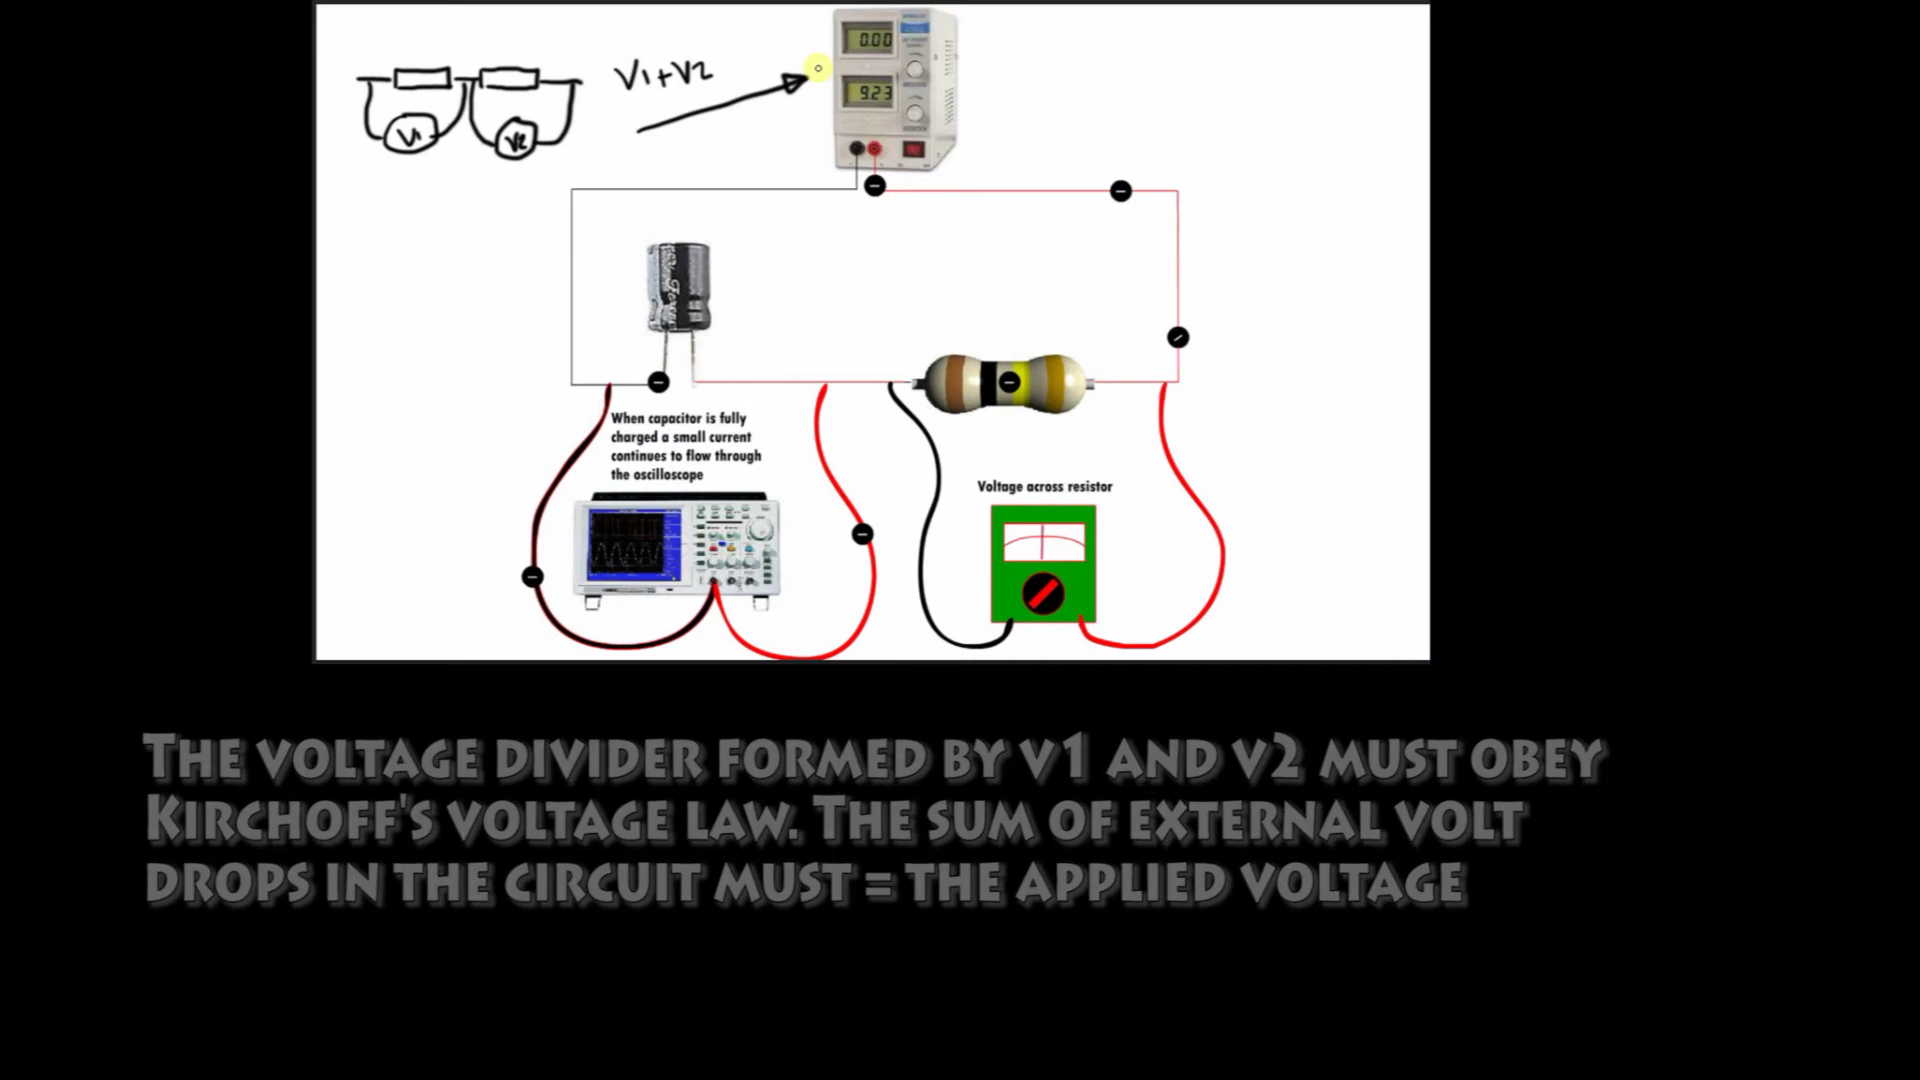 V1+V2
0.00
9.23
V1
V2
When capacitor is fully
charged a small current
continues to flow through
the oscilloscope
Voltage across resistor
The voltage divider formed by v1 and v2 must obey
Kirchoff's voltage law. The sum of external volt
drops in the circuit must = the applied voltage